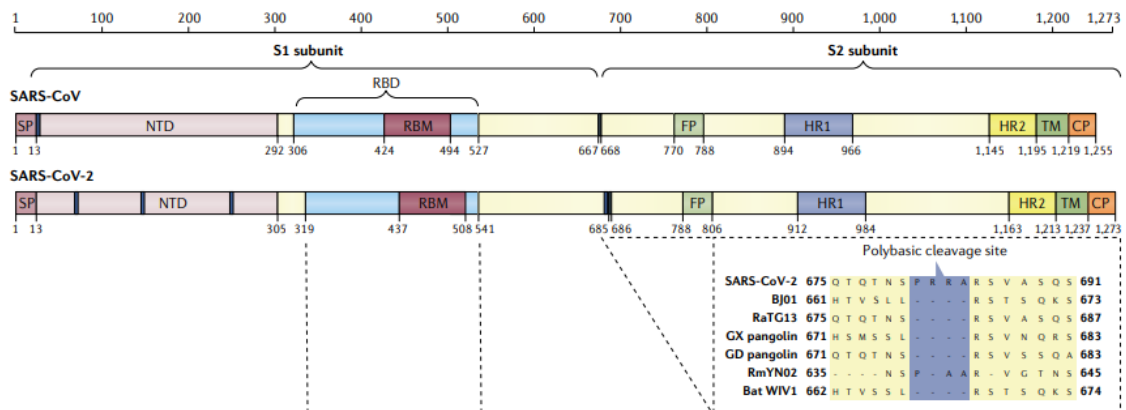 1 100 200 300 400 500 600 700 800 900 1,000 1,100 1,200 1,273
S1 subunit S2 subunit
RBD
SARS-CoV
SP NTD RBM FP HR1 HR2 TM CP
1 13 292 306 424 494 527 667 668 770 788 894 966 1,145 1,195 1,219 1,255
SARS-CoV-2
SP NTD RBM FP HR1 HR2 TM CP
1 13 305 319 437 508 541 685 686 788 806 912 984 1,163 1,213 1,237 1,273
Polybasic cleavage site
SARS-CoV-2 675 Q T Q T N S P R R A R S V A S Q S 691
BJ01 661 H T V S L L - - - - R S T S Q K S 673
RaTG13 675 Q T Q T N S - - - - R S V A S Q S 687
GX pangolin 671 H S M S S L - - - - R S V N Q R S 683
GD pangolin 671 Q T Q T N S - - - - R S V S S Q A 683
RmYN02 635 - - - - N S P - A A R - V G T N S 645
Bat WIV1 662 H T V S S L - - - - R S T S Q K S 674